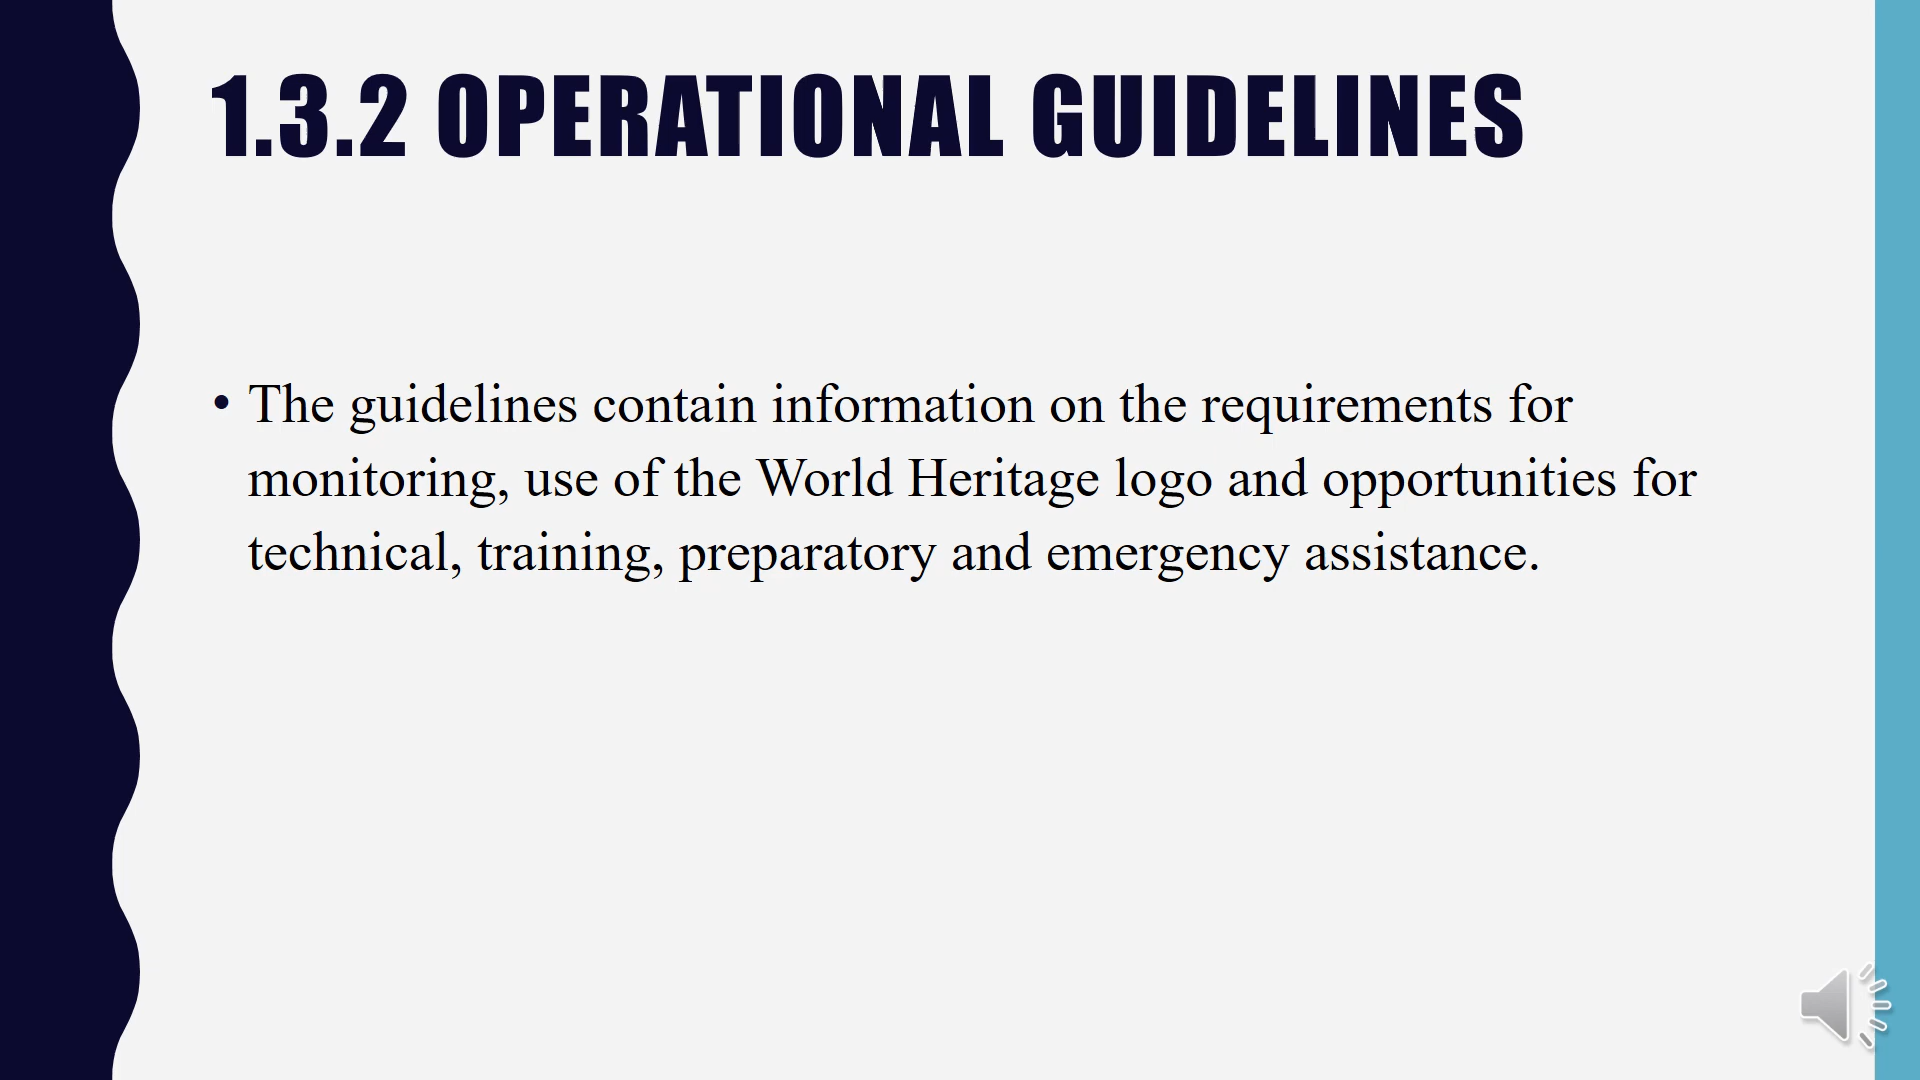 1.3.2 OPERATIONAL GUIDELINES
• The guidelines contain information on the requirements for
monitoring, use of the World Heritage logo and opportunities for
technical, training, preparatory and emergency assistance.